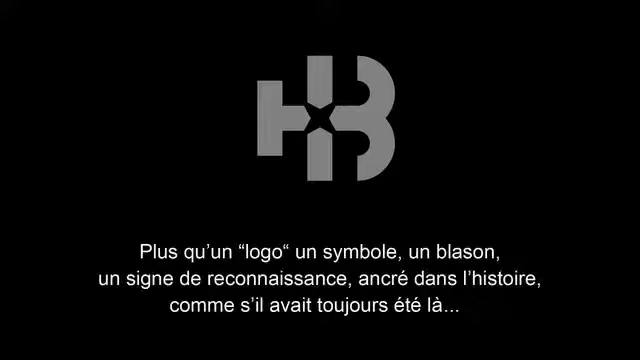 HB
Plus qu’un “logo“ un symbole, un blason,
un signe de reconnaissance, ancré dans l’histoire,
comme s’il avait toujours été là...